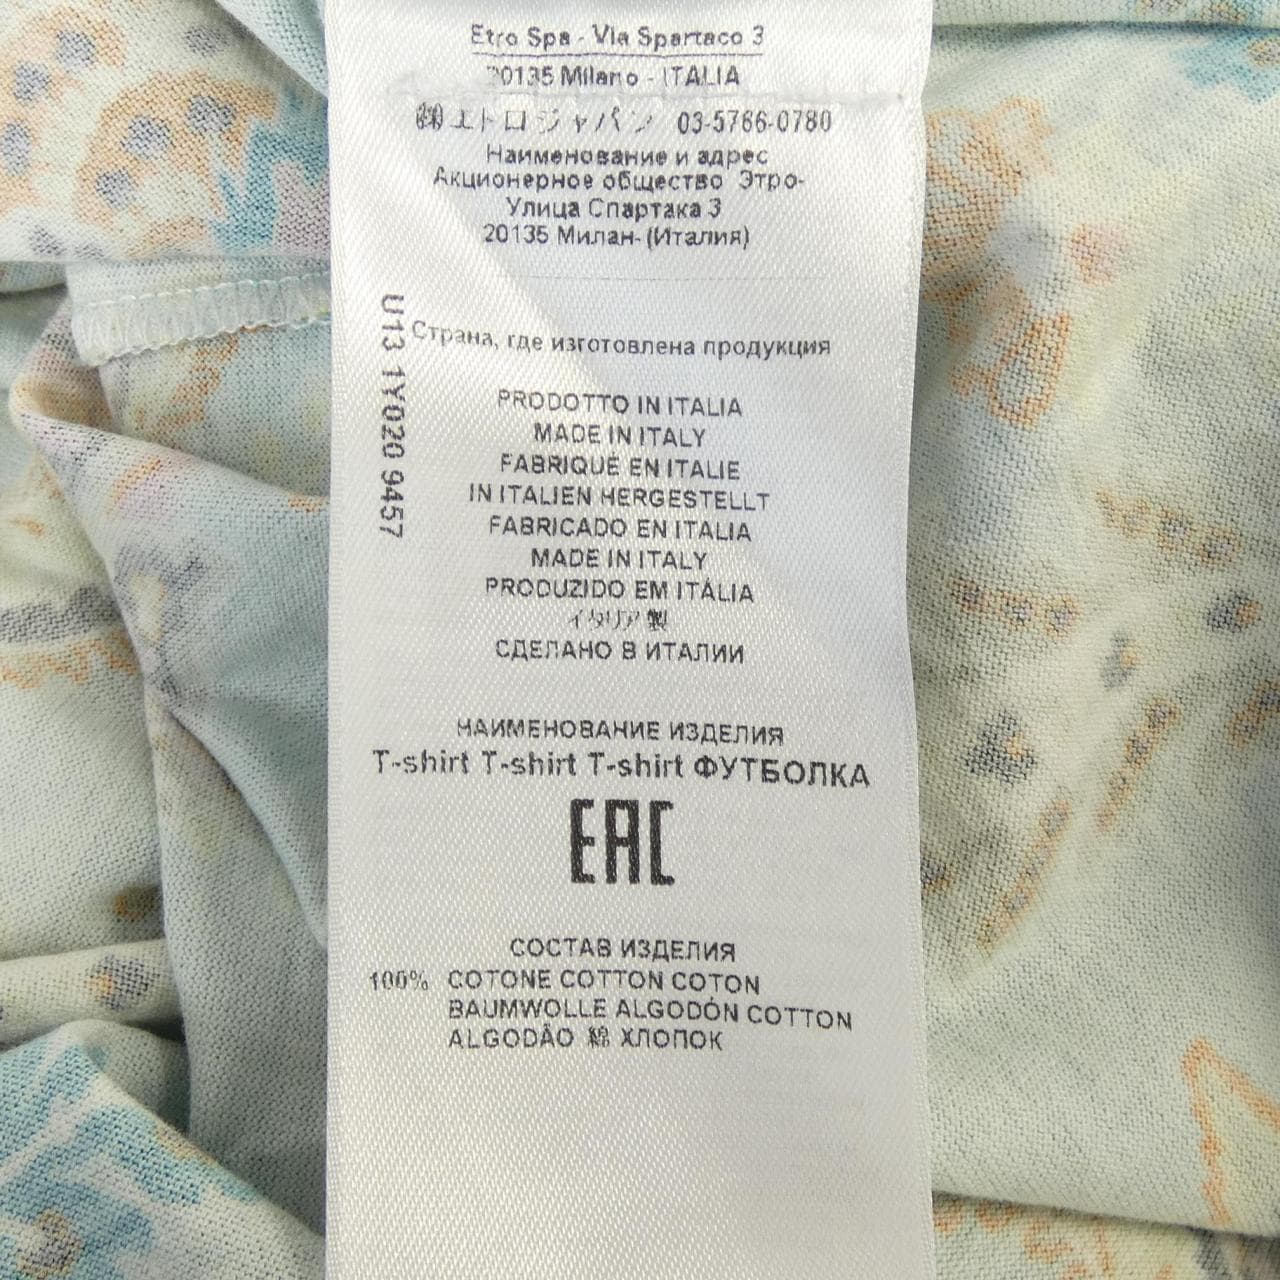 Etro Spa - Via Spartaco 3
20135 Milano - ITALIA
㈱エトロジャパン 03-5766-0780
Наименование и адрес
Акционерное общество Этро-
Улица Спартака 3
20135 Милан- (Италия)
U13 1Y020 9457
Страна, где изготовлена продукция
PRODOTTO IN ITALIA
MADE IN ITALY
FABRIQUÉ EN ITALIE
IN ITALIEN HERGESTELLT
FABRICADO EN ITALIA
MADE IN ITALY
PRODUZIDO EM ITÁLIA
イタリア製
СДЕЛАНО В ИТАЛИИ
НАИМЕНОВАНИЕ ИЗДЕЛИЯ
T-shirt T-shirt T-shirt ФУТБОЛКА
EAC
СОСТАВ ИЗДЕЛИЯ
100% COTONE COTTON COTON
BAUMWOLLE ALGODÓN COTTON
ALGODÃO 綿 ХЛОПОК